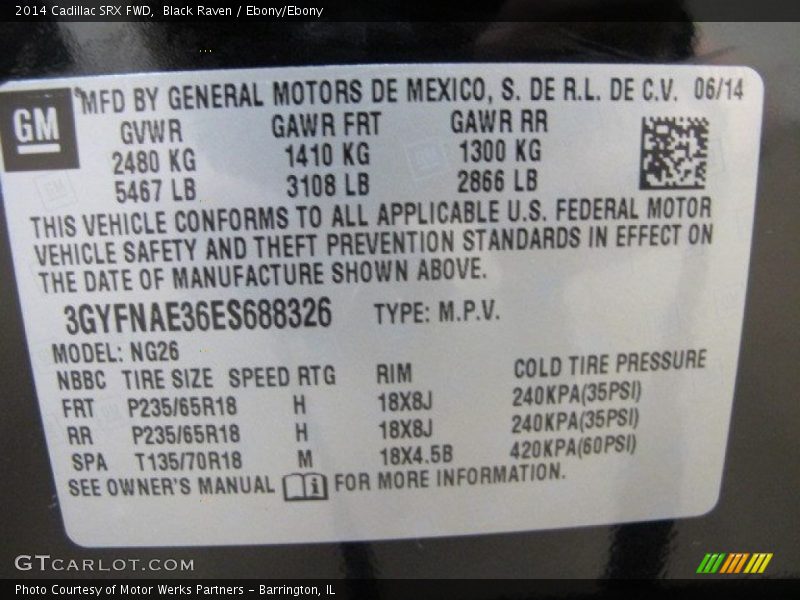 2014 Cadillac SRX FWD, Black Raven / Ebony/Ebony
GM MFD BY GENERAL MOTORS DE MEXICO, S. DE R.L. DE C.V. 06/14
GVWR GAWR FRT GAWR RR
2480 KG 1410 KG 1300 KG
5467 LB 3108 LB 2866 LB
THIS VEHICLE CONFORMS TO ALL APPLICABLE U.S. FEDERAL MOTOR
VEHICLE SAFETY AND THEFT PREVENTION STANDARDS IN EFFECT ON
THE DATE OF MANUFACTURE SHOWN ABOVE.
3GYFNAE36ES688326 TYPE: M.P.V.
MODEL: NG26
NBBC TIRE SIZE SPEED RTG RIM COLD TIRE PRESSURE
FRT P235/65R18 H 18X8J 240KPA(35PSI)
RR P235/65R18 H 18X8J 240KPA(35PSI)
SPA T135/70R18 M 18X4.5B 420KPA(60PSI)
SEE OWNER'S MANUAL i FOR MORE INFORMATION.
GTCARLOT.COM
Photo Courtesy of Motor Werks Partners - Barrington, IL